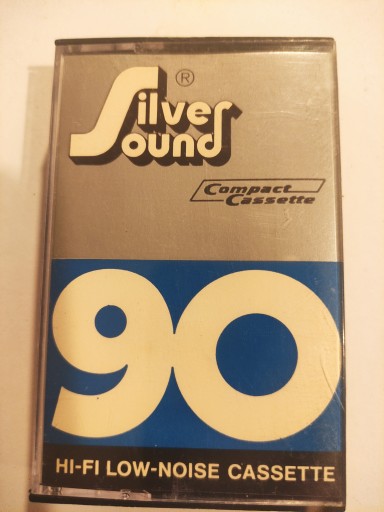 Silver ®
Sound
Compact
Cassette
90
HI-FI LOW-NOISE CASSETTE